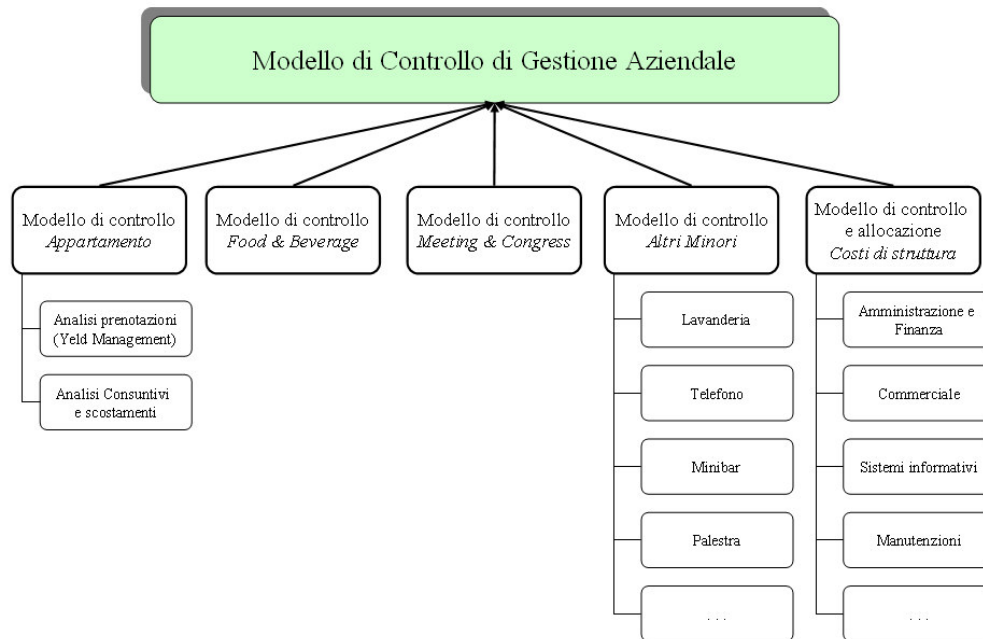 Modello di Controllo di Gestione Aziendale
Modello di controllo
Appartamento
Modello di controllo
Food & Beverage
Modello di controllo
Meeting & Congress
Modello di controllo
Altri Minori
Modello di controllo
e allocazione
Costi di struttura
Analisi prenotazioni
(Yeld Management)
Analisi Consuntivi
e scostamenti
Lavanderia
Telefono
Minibar
Palestra
. . .
Amministrazione e
Finanza
Commerciale
Sistemi informativi
Manutenzioni
. . .